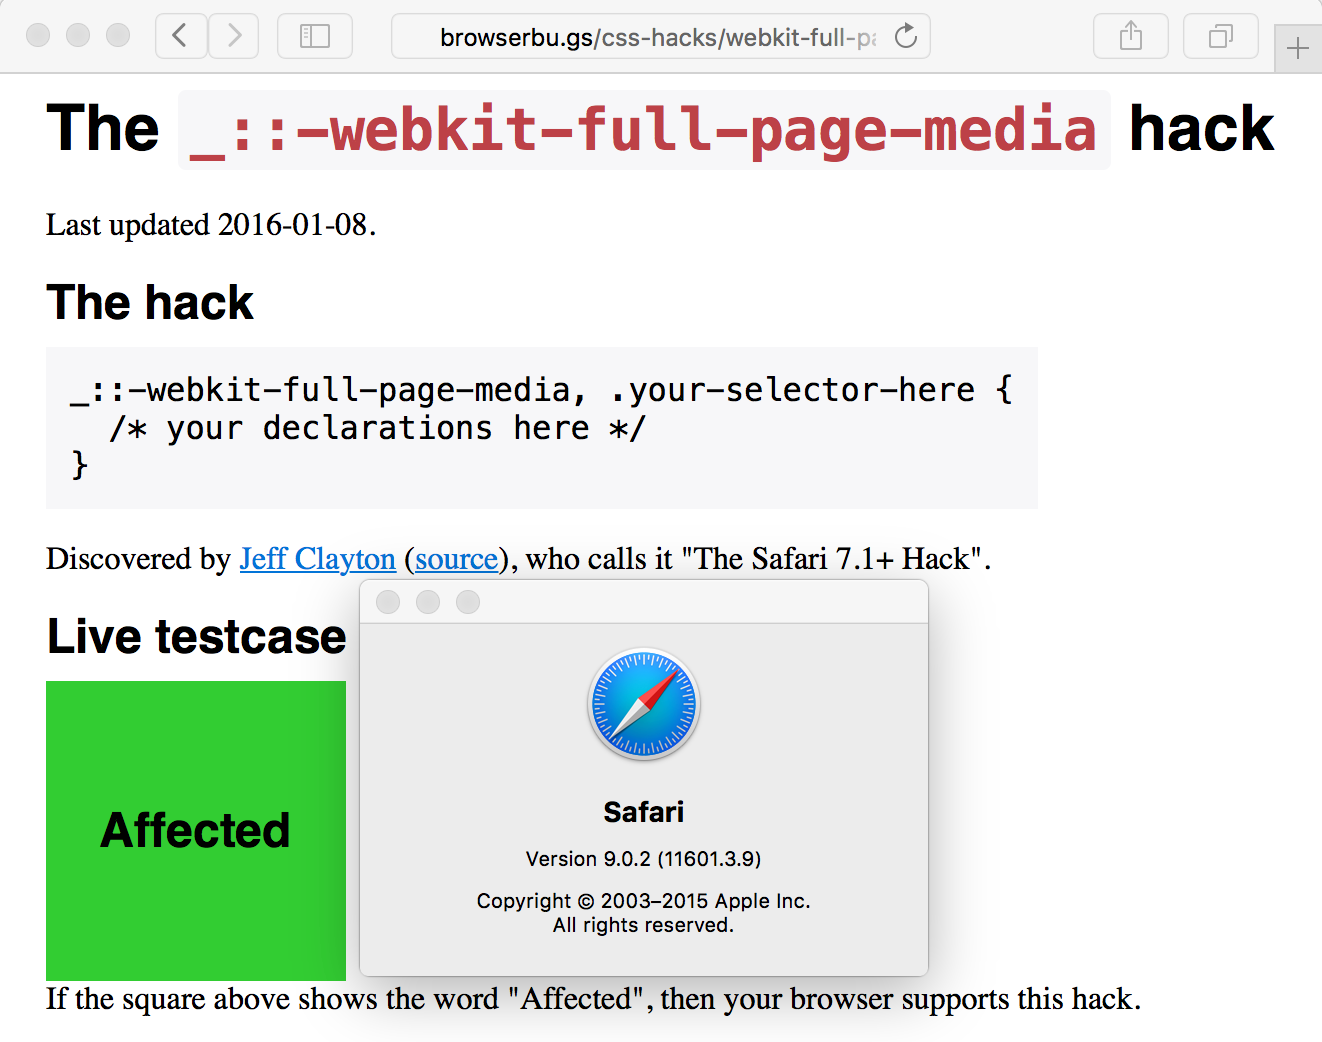 browserbu.gs/css-hacks/webkit-full-pa
The _::-webkit-full-page-media hack
Last updated 2016-01-08.
The hack
_::-webkit-full-page-media, .your-selector-here {
/* your declarations here */
}
Discovered by Jeff Clayton (source), who calls it "The Safari 7.1+ Hack".
Live testcase
Affected
Safari
Version 9.0.2 (11601.3.9)
Copyright © 2003–2015 Apple Inc.
All rights reserved.
If the square above shows the word "Affected", then your browser supports this hack.